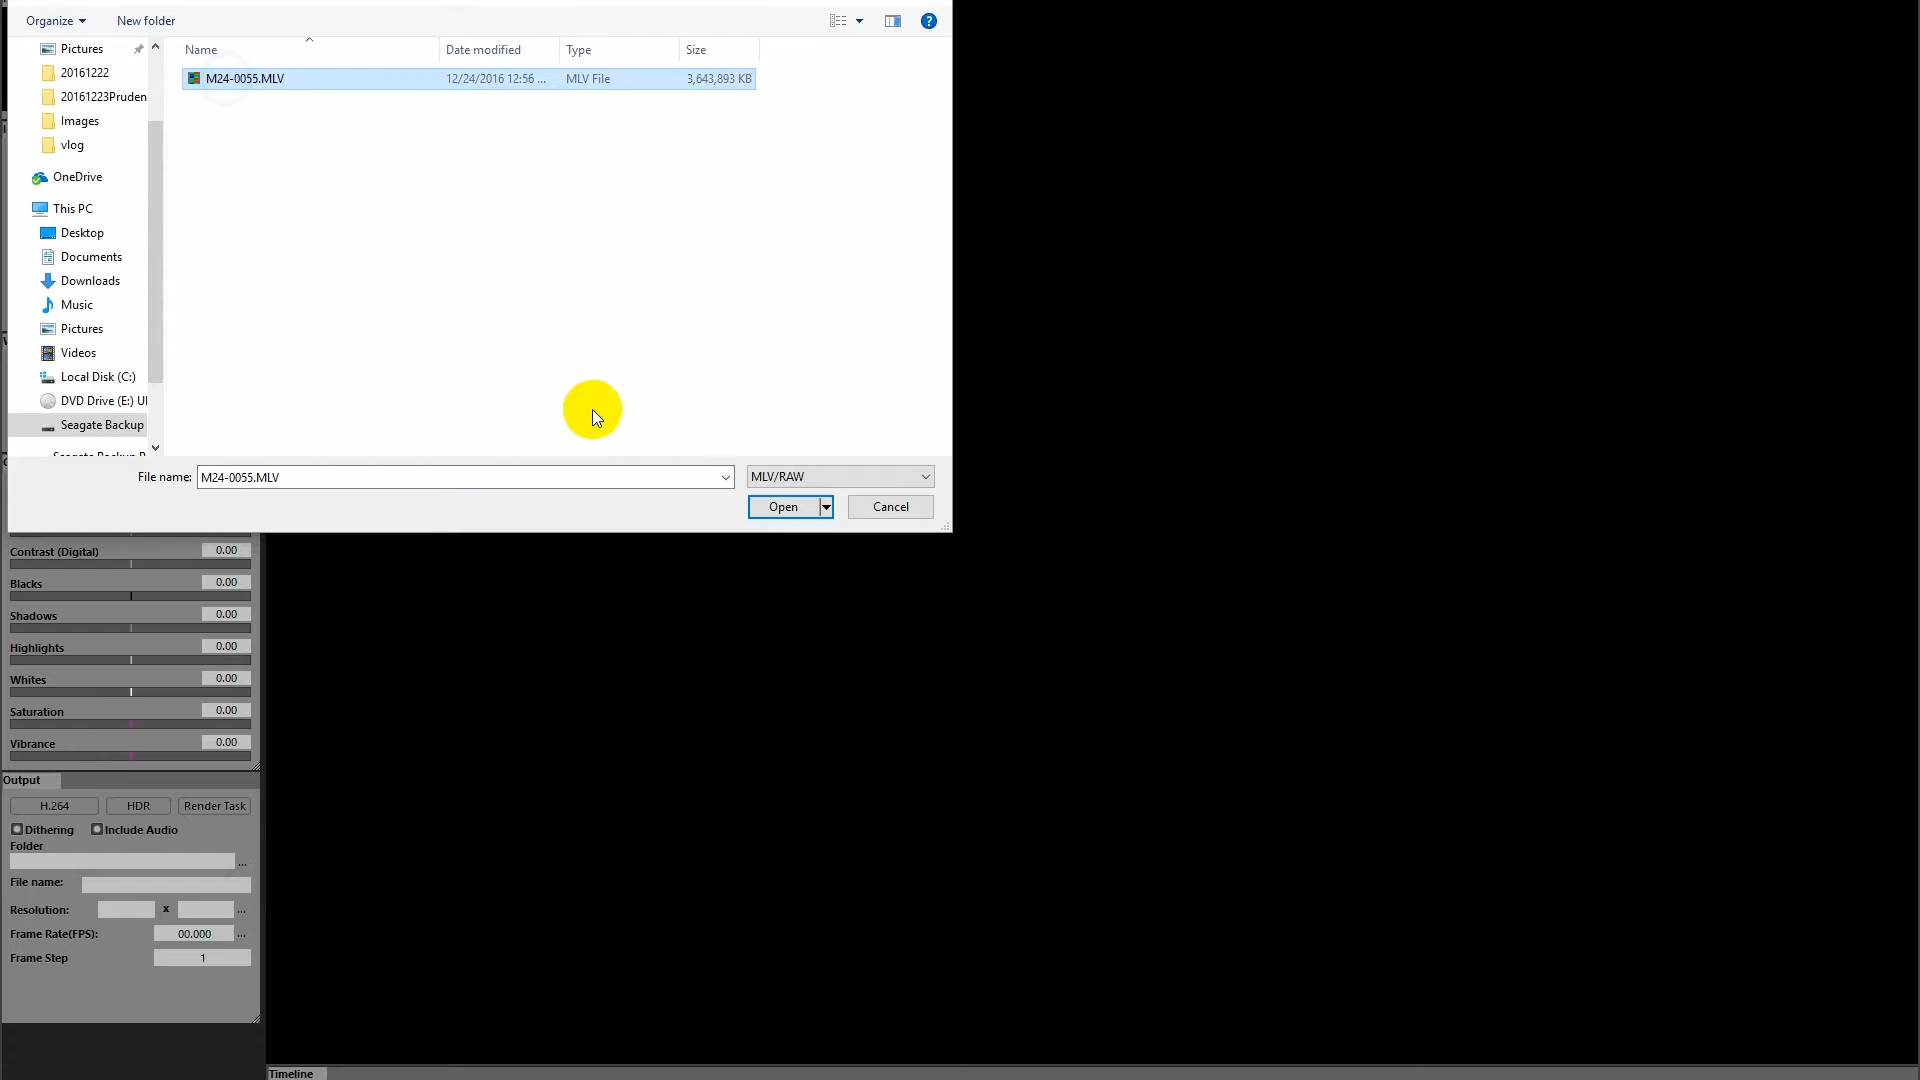 Organize
New folder
Name
Date modified
Type
Size
M24-0055.MLV
12/24/2016 12:56 ...
MLV File
3,643,893 KB
Pictures
20161222
20161223Pruden
Images
vlog
OneDrive
This PC
Desktop
Documents
Downloads
Music
Pictures
Videos
Local Disk (C:)
DVD Drive (E:) U
Seagate Backup
Seagate Backup
File name:
M24-0055.MLV
MLV/RAW
Open
Cancel
Contrast (Digital)
0.00
Blacks
0.00
Shadows
0.00
Highlights
0.00
Whites
0.00
Saturation
0.00
Vibrance
0.00
Output
H.264
HDR
Render Task
Dithering
Include Audio
Folder
...
File name:
Resolution:
x
...
Frame Rate(FPS):
00.000
...
Frame Step
1
Timeline